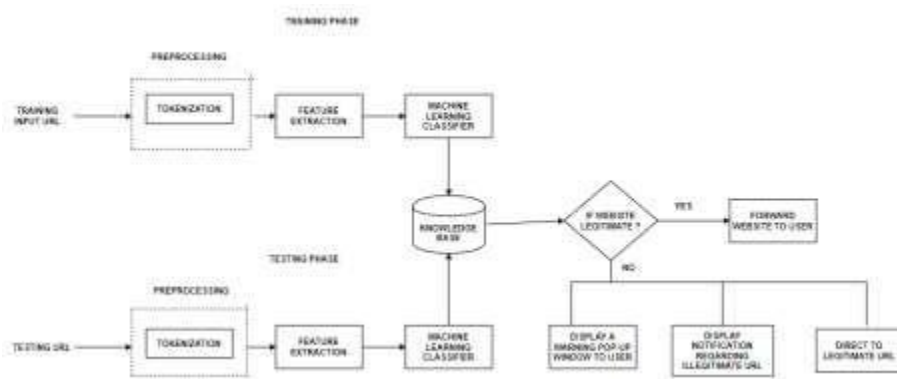 TRAINING PHASE
PREPROCESSING
TRAINING
INPUT URL
TOKENIZATION
FEATURE
EXTRACTION
MACHINE
LEARNING
CLASSIFIER
KNOWLEDGE
BASE
IF WEBSITE
LEGITIMATE ?
YES
FORWARD
WEBSITE TO USER
NO
TESTING PHASE
PREPROCESSING
TESTING URL
TOKENIZATION
FEATURE
EXTRACTION
MACHINE
LEARNING
CLASSIFIER
DISPLAY A
WARNING POP-UP
WINDOW TO USER
DISPLAY
NOTIFICATION
REGARDING
ILLEGITIMATE URL
DIRECT TO
LEGITIMATE URL